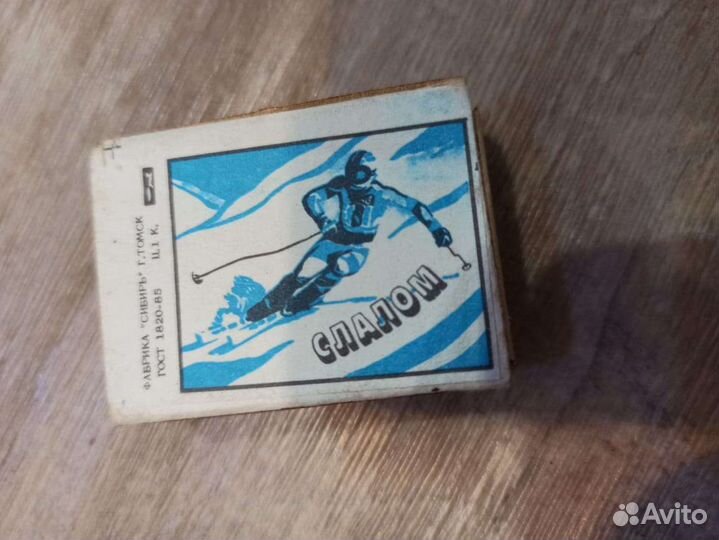 ФАБРИКА "СИБИРЬ" Г.ТОМСК
ГОСТ 1820-85 Ц.1 К.
СЛАЛОМ
Avito